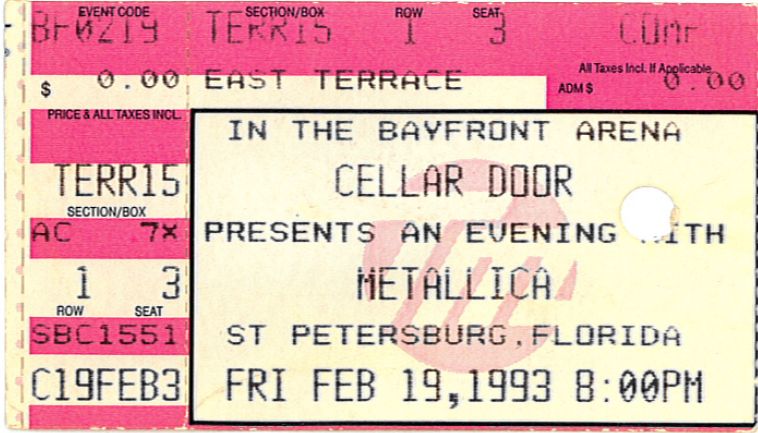 EVENT CODE SECTION/BOX ROW SEAT
BF0219 TERR15 1 3 COMP
$ 0.00 EAST TERRACE ADM $ All Taxes Incl. If Applicable 0.00
PRICE & ALL TAXES INCL.
IN THE BAYFRONT ARENA
TERR15 CELLAR DOOR
SECTION/BOX
AC 7X PRESENTS AN EVENING WITH
1 3 METALLICA
ROW SEAT
SBC1551 ST PETERSBURG,FLORIDA
C19FEB3 FRI FEB 19,1993 8:00PM